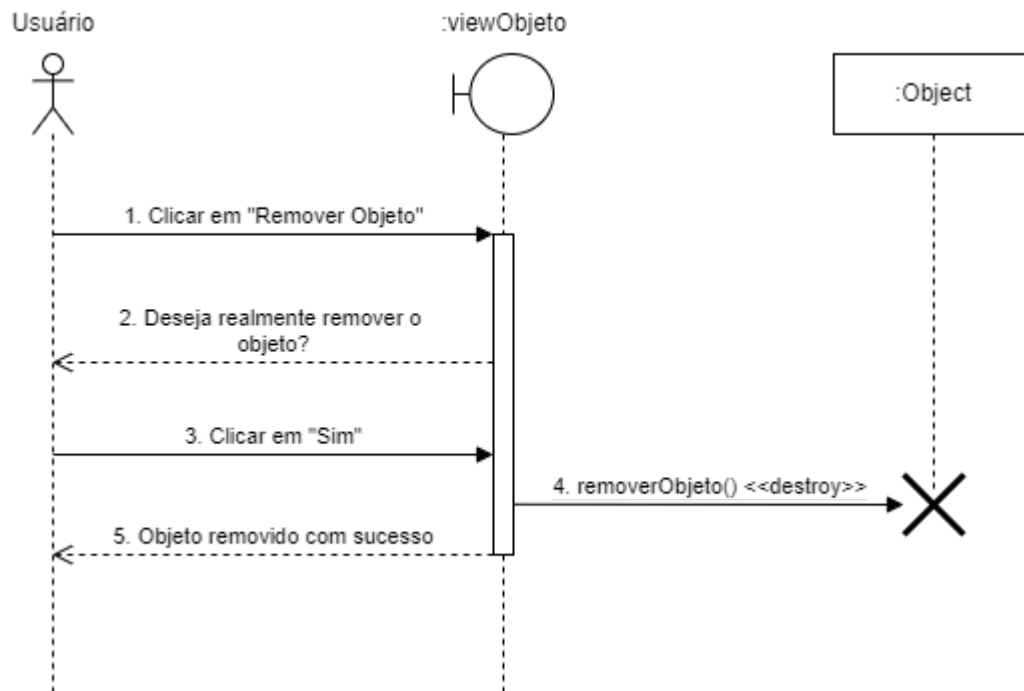 Usuário
:viewObjeto
:Object
1. Clicar em "Remover Objeto"
2. Deseja realmente remover o
objeto?
3. Clicar em "Sim"
4. removerObjeto() <<destroy>>
5. Objeto removido com sucesso